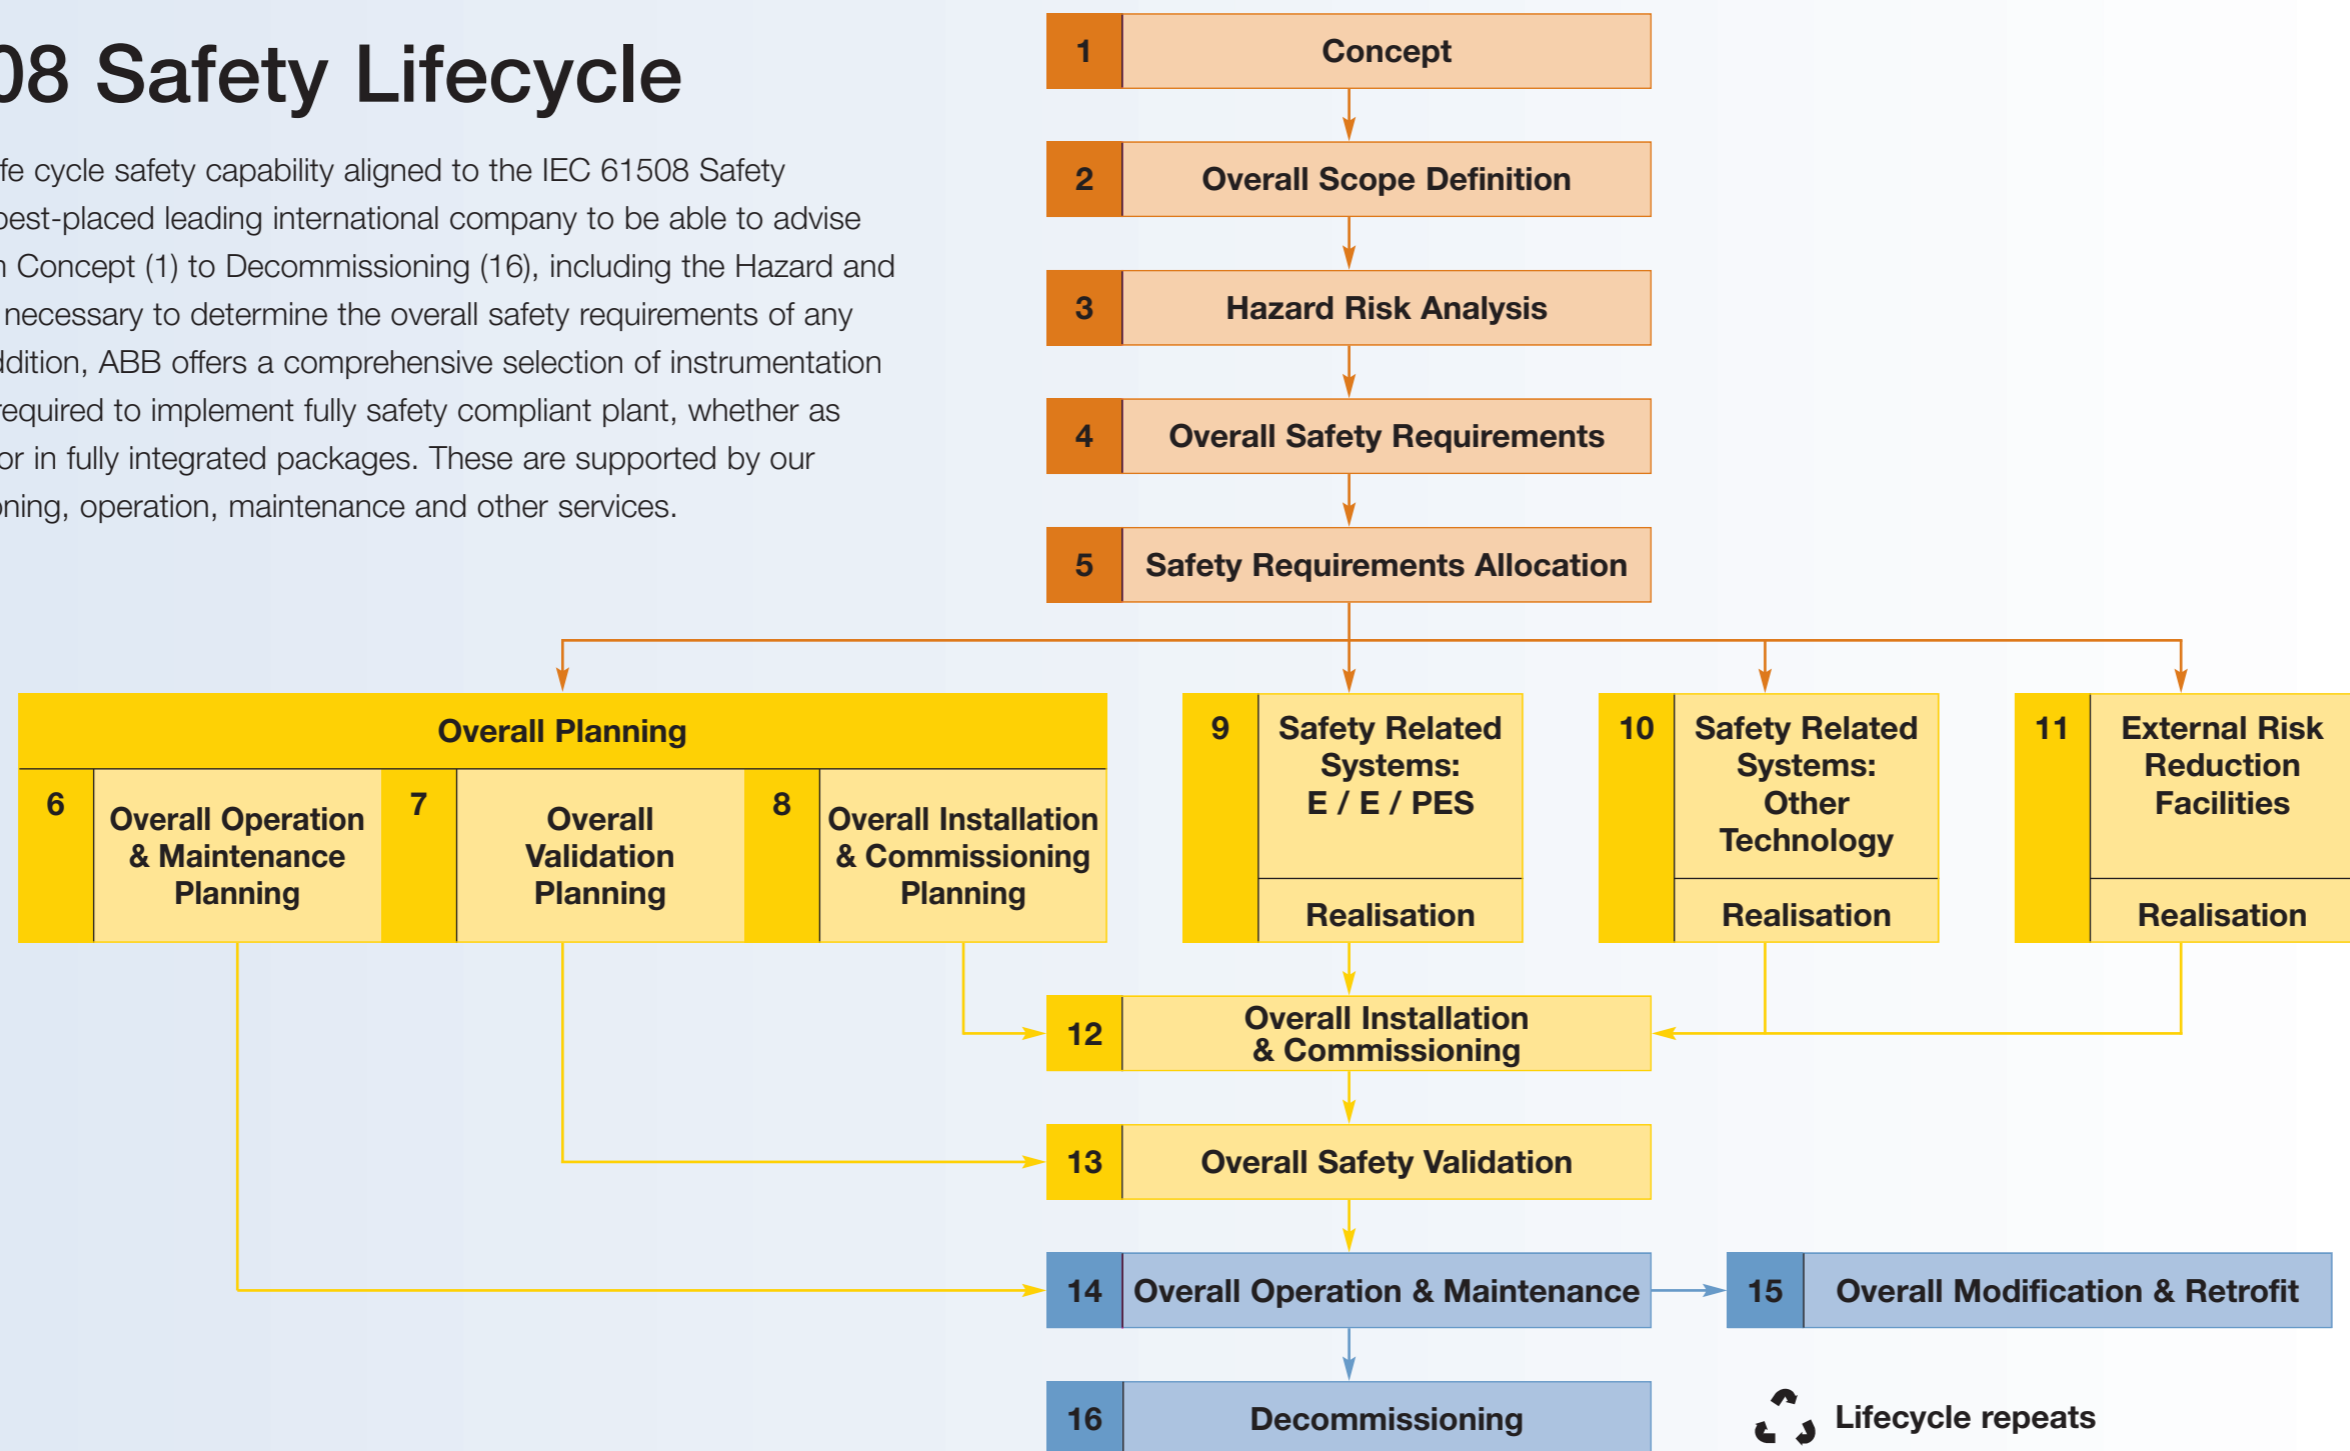 08 Safety Lifecycle
fe cycle safety capability aligned to the IEC 61508 Safety
best-placed leading international company to be able to advise
Concept (1) to Decommissioning (16), including the Hazard and
necessary to determine the overall safety requirements of any
ddition, ABB offers a comprehensive selection of instrumentation
required to implement fully safety compliant plant, whether as
or in fully integrated packages. These are supported by our
oning, operation, maintenance and other services.
1 Concept
2 Overall Scope Definition
3 Hazard Risk Analysis
4 Overall Safety Requirements
5 Safety Requirements Allocation
Overall Planning
6
Overall Operation
& Maintenance
Planning
7
Overall
Validation
Planning
8
Overall Installation
& Commissioning
Planning
9 Safety Related
Systems:
E / E / PES
Realisation
10 Safety Related
Systems:
Other
Technology
Realisation
11 External Risk
Reduction
Facilities
Realisation
12
Overall Installation
& Commissioning
13 Overall Safety Validation
14 Overall Operation & Maintenance
15 Overall Modification & Retrofit
16 Decommissioning
Lifecycle repeats